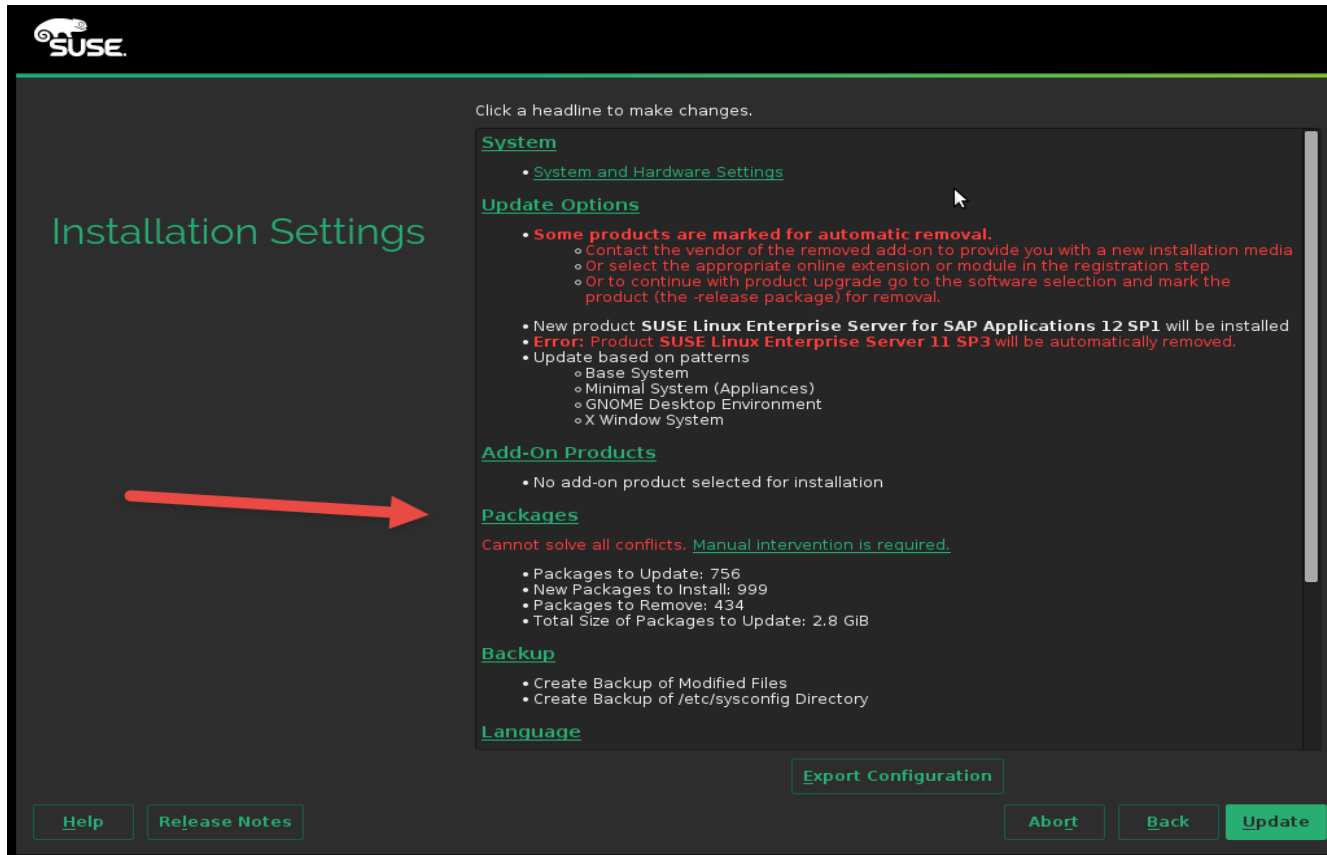 SUSE.
Click a headline to make changes.
Installation Settings
System
• System and Hardware Settings
Update Options
• Some products are marked for automatic removal.
◦ Contact the vendor of the removed add-on to provide you with a new installation media
◦ Or select the appropriate online extension or module in the registration step
◦ Or to continue with product upgrade go to the software selection and mark the
product (the -release package) for removal.
• New product SUSE Linux Enterprise Server for SAP Applications 12 SP1 will be installed
• Error: Product SUSE Linux Enterprise Server 11 SP3 will be automatically removed.
• Update based on patterns
◦ Base System
◦ Minimal System (Appliances)
◦ GNOME Desktop Environment
◦ X Window System
Add-On Products
• No add-on product selected for installation
Packages
Cannot solve all conflicts. Manual intervention is required.
• Packages to Update: 756
• New Packages to Install: 999
• Packages to Remove: 434
• Total Size of Packages to Update: 2.8 GiB
Backup
• Create Backup of Modified Files
• Create Backup of /etc/sysconfig Directory
Language
Export Configuration
Help Release Notes Abort Back Update